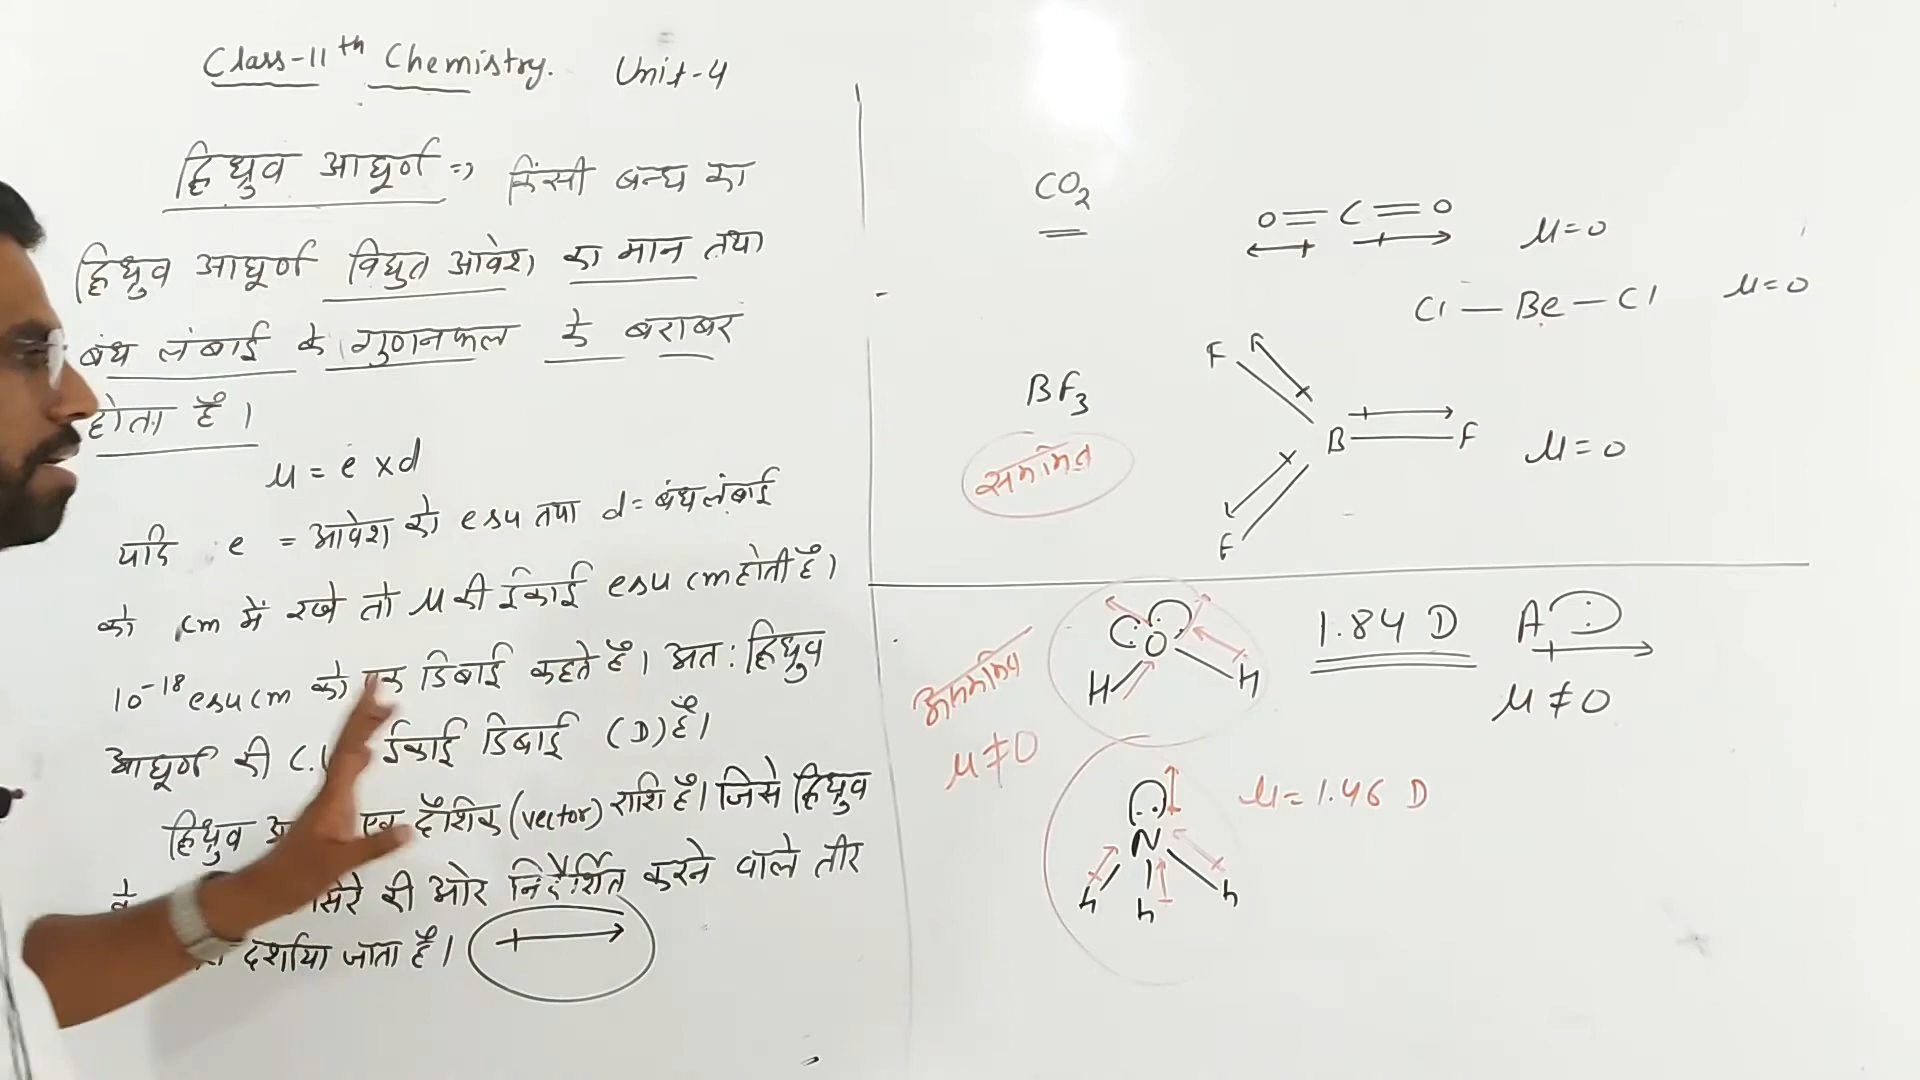 Class-11th Chemistry. Unit-4
द्विध्रुव आघूर्ण => किसी बन्ध का
द्विध्रुव आघूर्ण विद्युत आवेश का मान तथा
बंध लंबाई के गुणनफल के बराबर
होता है।
μ = e x d
यदि e = आवेश को esu तथा d = बंध लंबाई
को cm में रखे तो μ की ईकाई esu cm होती है।
10⁻¹⁸ esu cm को एक डिबाई कहते है। अत: द्विध्रुव
आघूर्ण की ईकाई डिबाई (D) है।
द्विध्रुव एक दैशिक (vector) राशि है। जिसे द्विध्रुव
सिरे की ओर निर्देशित करने वाले तीर
दर्शाया जाता है।
CO₂
O=C=O μ=0
Cl — Be — Cl μ=0
BF₃
सममित
F
B F μ=0
F
असममित
μ≠0
O
H H
1.84 D A :
μ≠0
N
H H H
μ=1.46 D